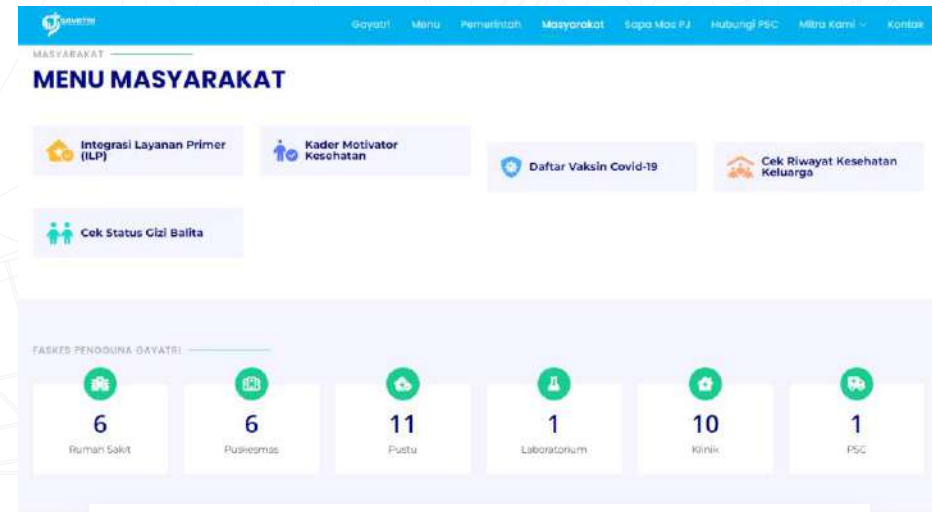 GAYATRI
Gayatri Menu Pemerintah Masyarakat Sapa Mas PJ Hubungi PSC Mitra Kami Kontak
MASYARAKAT
MENU MASYARAKAT
Integrasi Layanan Primer
(ILP)
Kader Motivator
Kesehatan
Daftar Vaksin Covid-19
Cek Riwayat Kesehatan
Keluarga
Cek Status Gizi Balita
FASKES PENGGUNA GAYATRI
6
6
11
1
10
1
Rumah Sakit
Puskesmas
Pustu
Laboratorium
Klinik
PSC